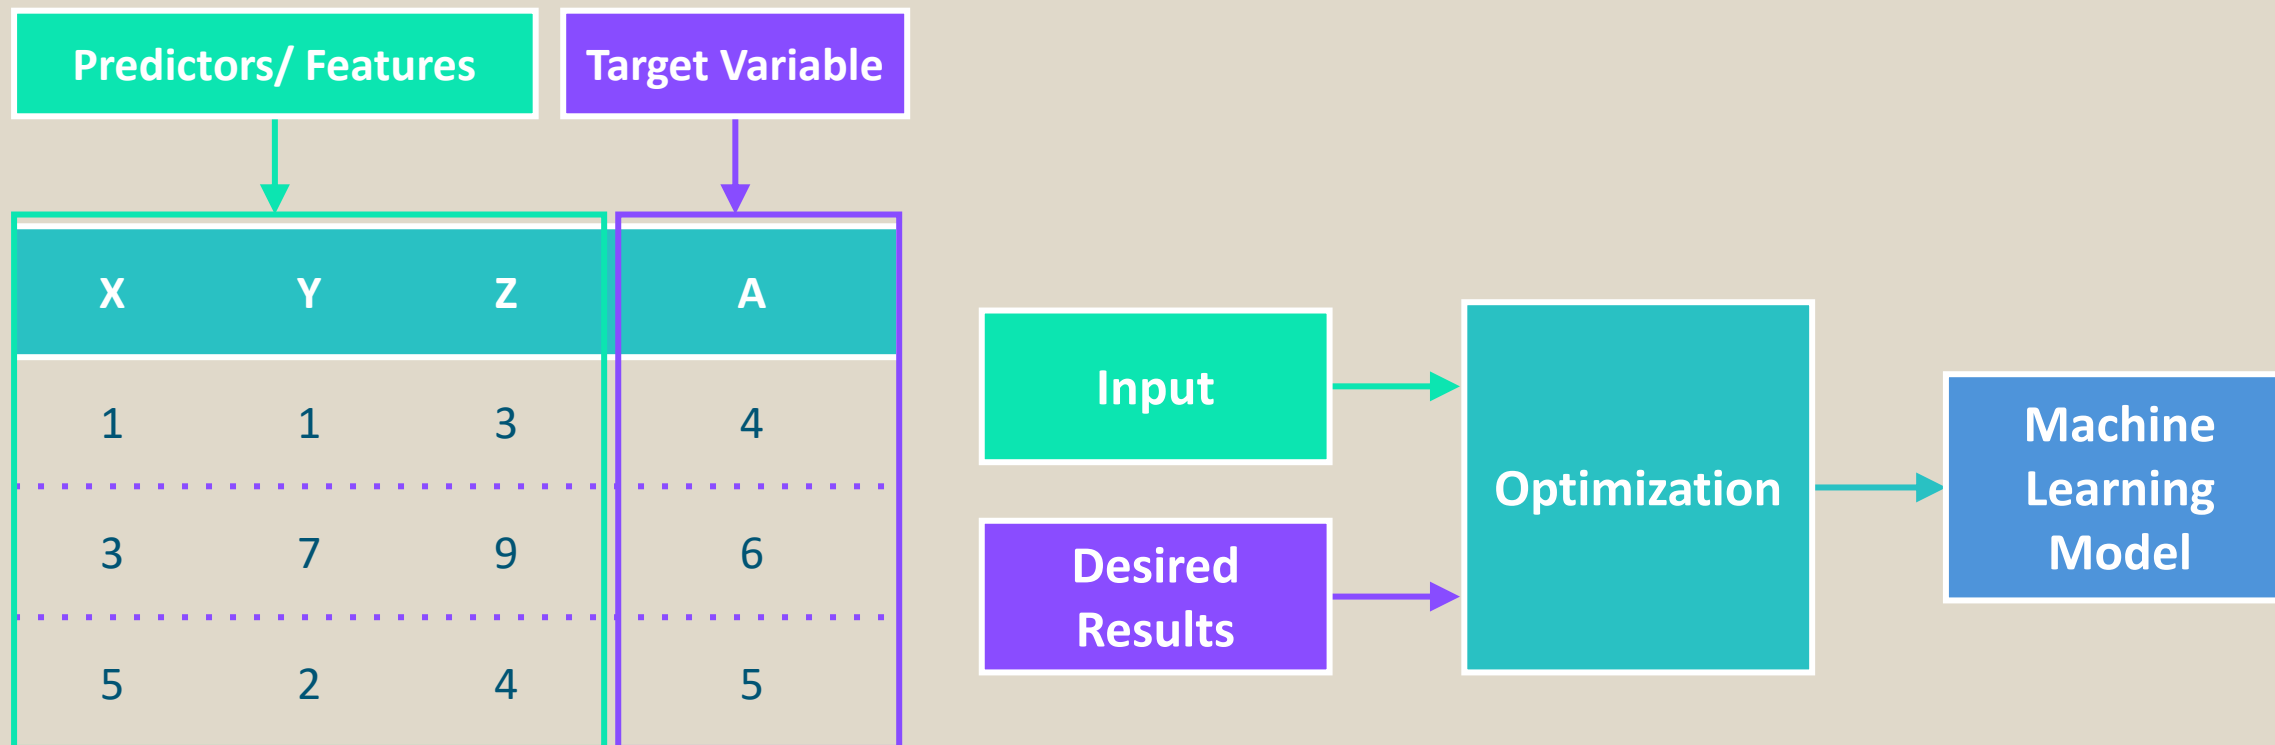 Predictors/ Features
Target Variable
X Y Z A
1 1 3 4
3 7 9 6
5 2 4 5
Input
Desired
Results
Optimization
Machine
Learning
Model